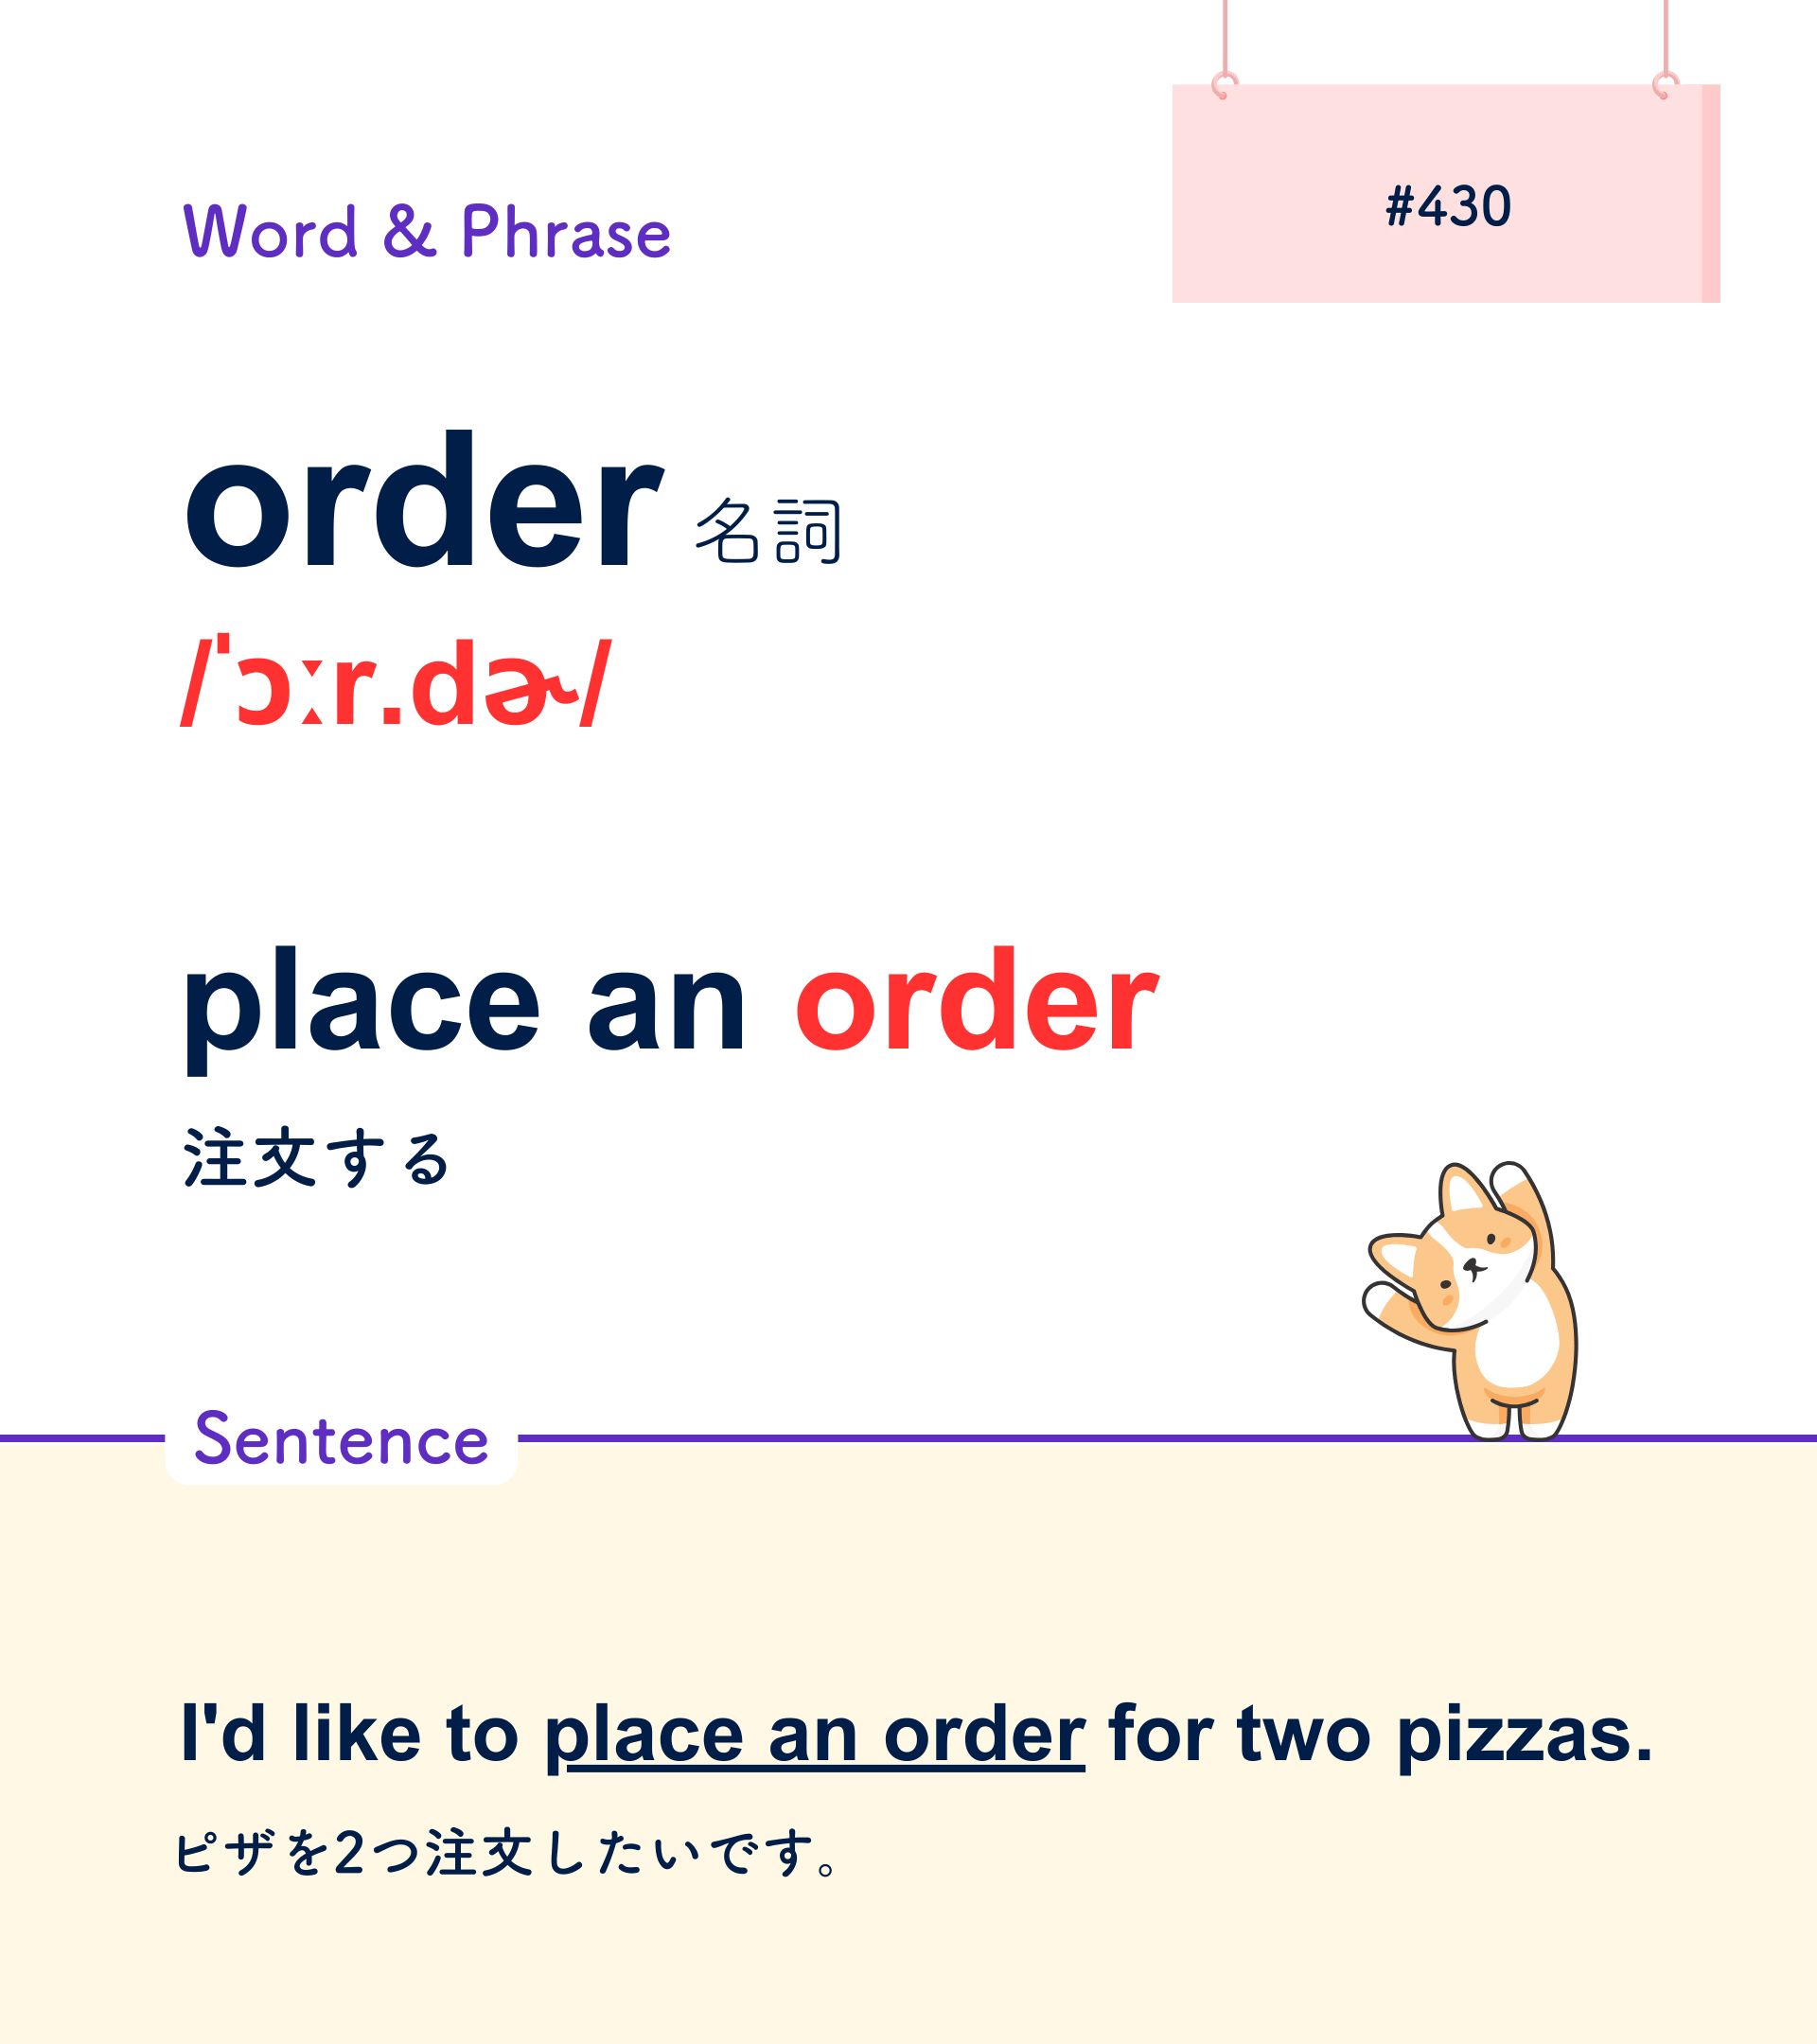 #430
Word & Phrase
order 名詞
/ˈɔːr.dɚ/
place an order
注文する
Sentence
I'd like to place an order for two pizzas.
ピザを2つ注文したいです。